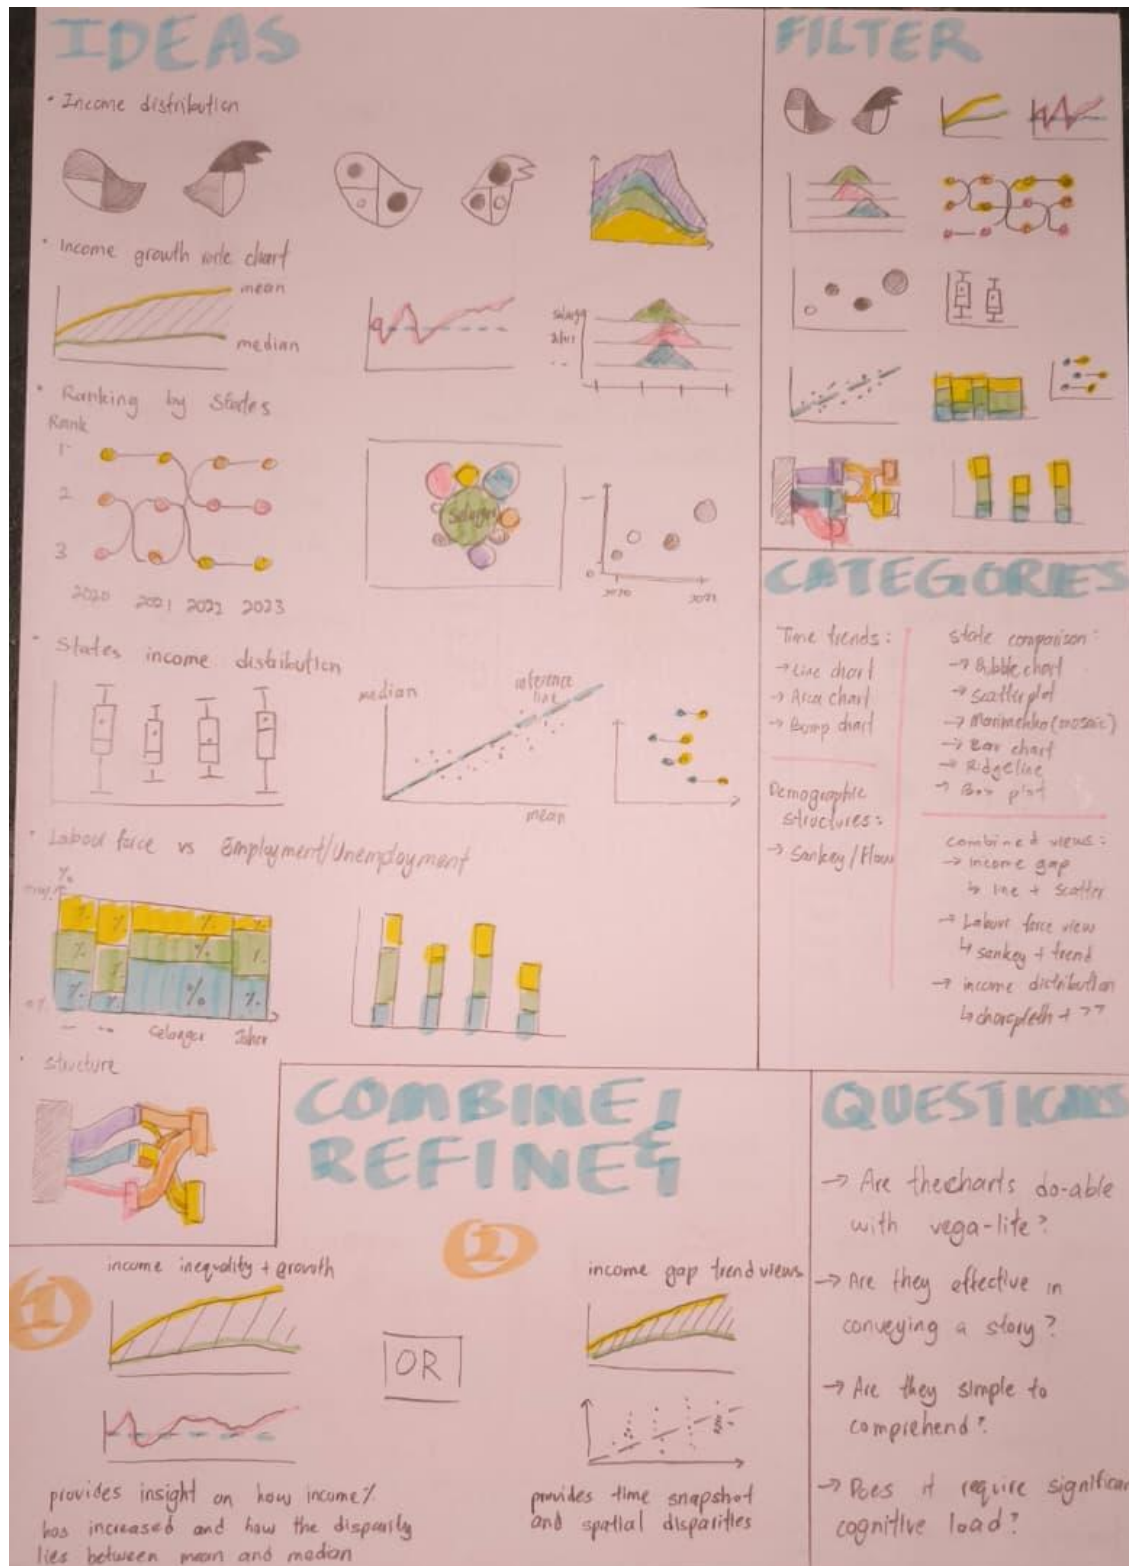 IDEAS
• Income distribution
• Income growth rate chart
mean
median
Selangor
Johor
• Ranking by States
Rank
1
2
3
2020 2021 2022 2023
Selangor
0
2020
• States income distribution
median
reference
line
mean
• Labour force vs Employment/Unemployment
%
100%
0%
% % % %
% % %
% % % %
Selangor Johor
• structure
FILTER
CATEGORIES
Time trends:
→ Line chart
→ Area chart
→ Bump chart
Demographic
structures:
→ Sankey/Flow
state comparison:
→ Bubble chart
→ Scatterplot
→ Marimekko (mosaic)
→ Bar chart
→ Ridgeline
→ Box plot
combined views:
→ income gap
↳ line + scatter
→ Labour force view
↳ sankey + trend
→ income distribution
↳ choropleth + ??
COMBINE &
REFINE
1
income inequality + growth
provides insight on how income %
has increased and how the disparity
lies between mean and median
OR
2
income gap trend views
provides time snapshot
and spatial disparities
QUESTIONS
→ Are the charts do-able
with vega-lite?
→ Are they effective in
conveying a story?
→ Are they simple to
comprehend?
→ Does it require significan
cognitive load?